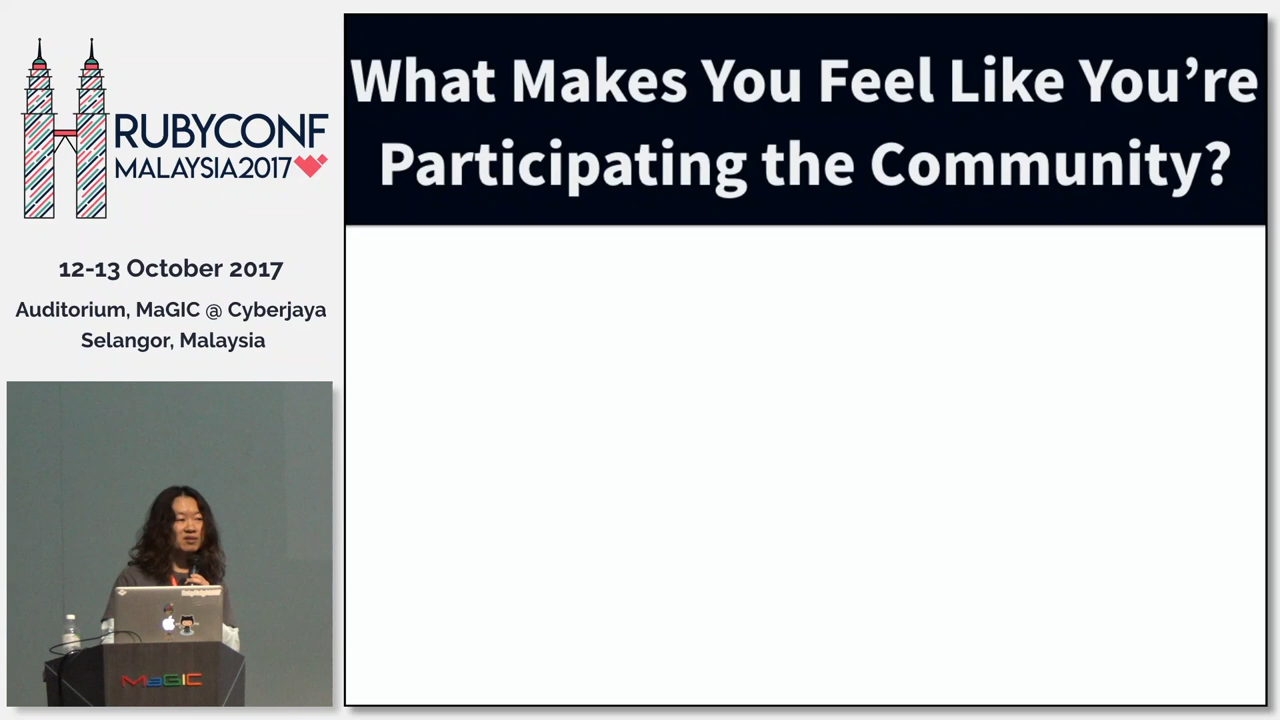 RUBYCONF
MALAYSIA2017
12-13 October 2017
Auditorium, MaGIC @ Cyberjaya
Selangor, Malaysia
What Makes You Feel Like You’re
Participating the Community?
MaGIC